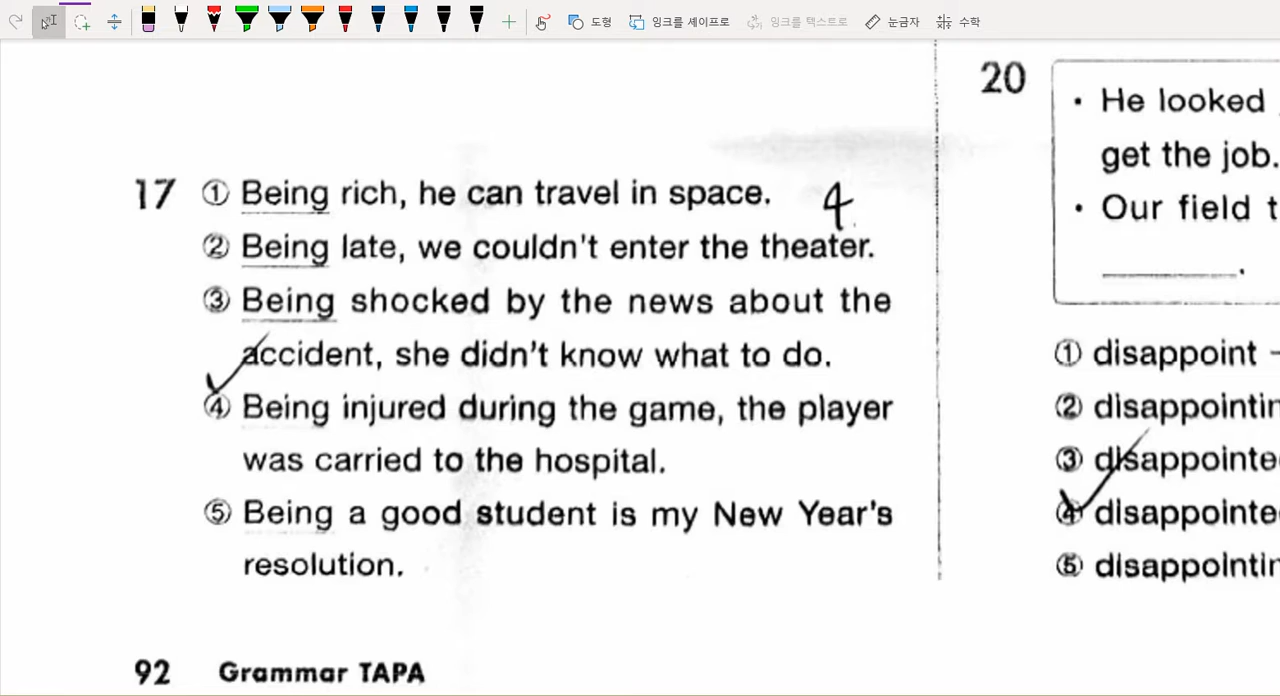 도형 잉크를 셰이프로 잉크를 텍스트로 눈금자 수학
17 ① Being rich, he can travel in space. 4
② Being late, we couldn't enter the theater.
③ Being shocked by the news about the
accident, she didn't know what to do.
④ Being injured during the game, the player
was carried to the hospital.
⑤ Being a good student is my New Year's
resolution.
92 Grammar TAPA
20
• He looked
get the job.
• Our field t
________.
① disappoint -
② disappointin
③ disappointe
④ disappointe
⑤ disappointin